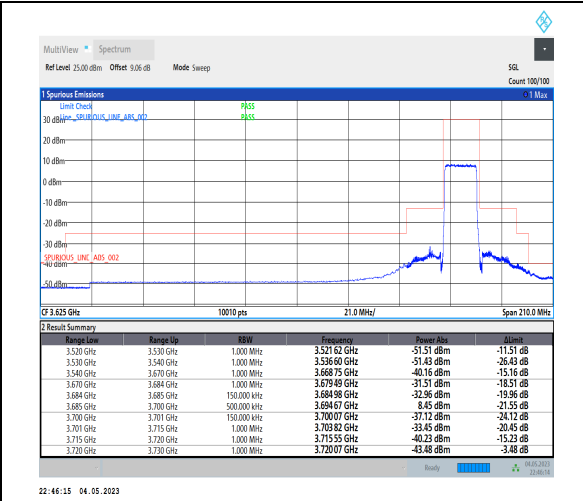 MultiView Spectrum
Ref Level 25.00 dBm Offset 9.06 dB Mode Sweep SGL
Count 100/100
1 Spurious Emissions 1 Max
Limit Check PASS
Line _SPURIOUS_LINE_ABS_002 PASS
30 dBm
20 dBm
10 dBm
0 dBm
-10 dBm
-20 dBm
-30 dBm
SPURIOUS_LINE_ABS_002
-40 dBm
-50 dBm
CF 3.625 GHz 10010 pts 21.0 MHz/ Span 210.0 MHz
2 Result Summary
Range Low Range Up RBW Frequency Power Abs ΔLimit
3.520 GHz 3.530 GHz 1.000 MHz 3.521 62 GHz -51.51 dBm -11.51 dB
3.530 GHz 3.540 GHz 1.000 MHz 3.536 60 GHz -51.43 dBm -26.43 dB
3.540 GHz 3.670 GHz 1.000 MHz 3.668 75 GHz -40.16 dBm -15.16 dB
3.670 GHz 3.684 GHz 1.000 MHz 3.679 49 GHz -31.51 dBm -18.51 dB
3.684 GHz 3.685 GHz 150.000 kHz 3.684 98 GHz -32.96 dBm -19.96 dB
3.685 GHz 3.700 GHz 500.000 kHz 3.694 67 GHz 8.45 dBm -21.55 dB
3.700 GHz 3.701 GHz 150.000 kHz 3.700 07 GHz -37.12 dBm -24.12 dB
3.701 GHz 3.715 GHz 1.000 MHz 3.703 82 GHz -33.45 dBm -20.45 dB
3.715 GHz 3.720 GHz 1.000 MHz 3.715 55 GHz -40.23 dBm -15.23 dB
3.720 GHz 3.730 GHz 1.000 MHz 3.720 07 GHz -43.48 dBm -3.48 dB
Ready 04.05.2023
22:46:14
22:46:15 04.05.2023